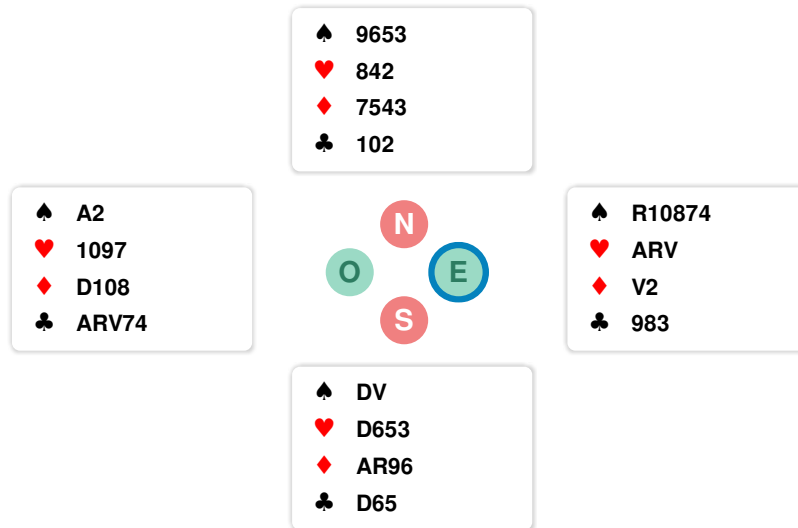 ♠ 9653
♥ 842
♦ 7543
♣ 102
♠ A2
♥ 1097
♦ D108
♣ ARV74
N
O
E
S
♠ R10874
♥ ARV
♦ V2
♣ 983
♠ DV
♥ D653
♦ AR96
♣ D65